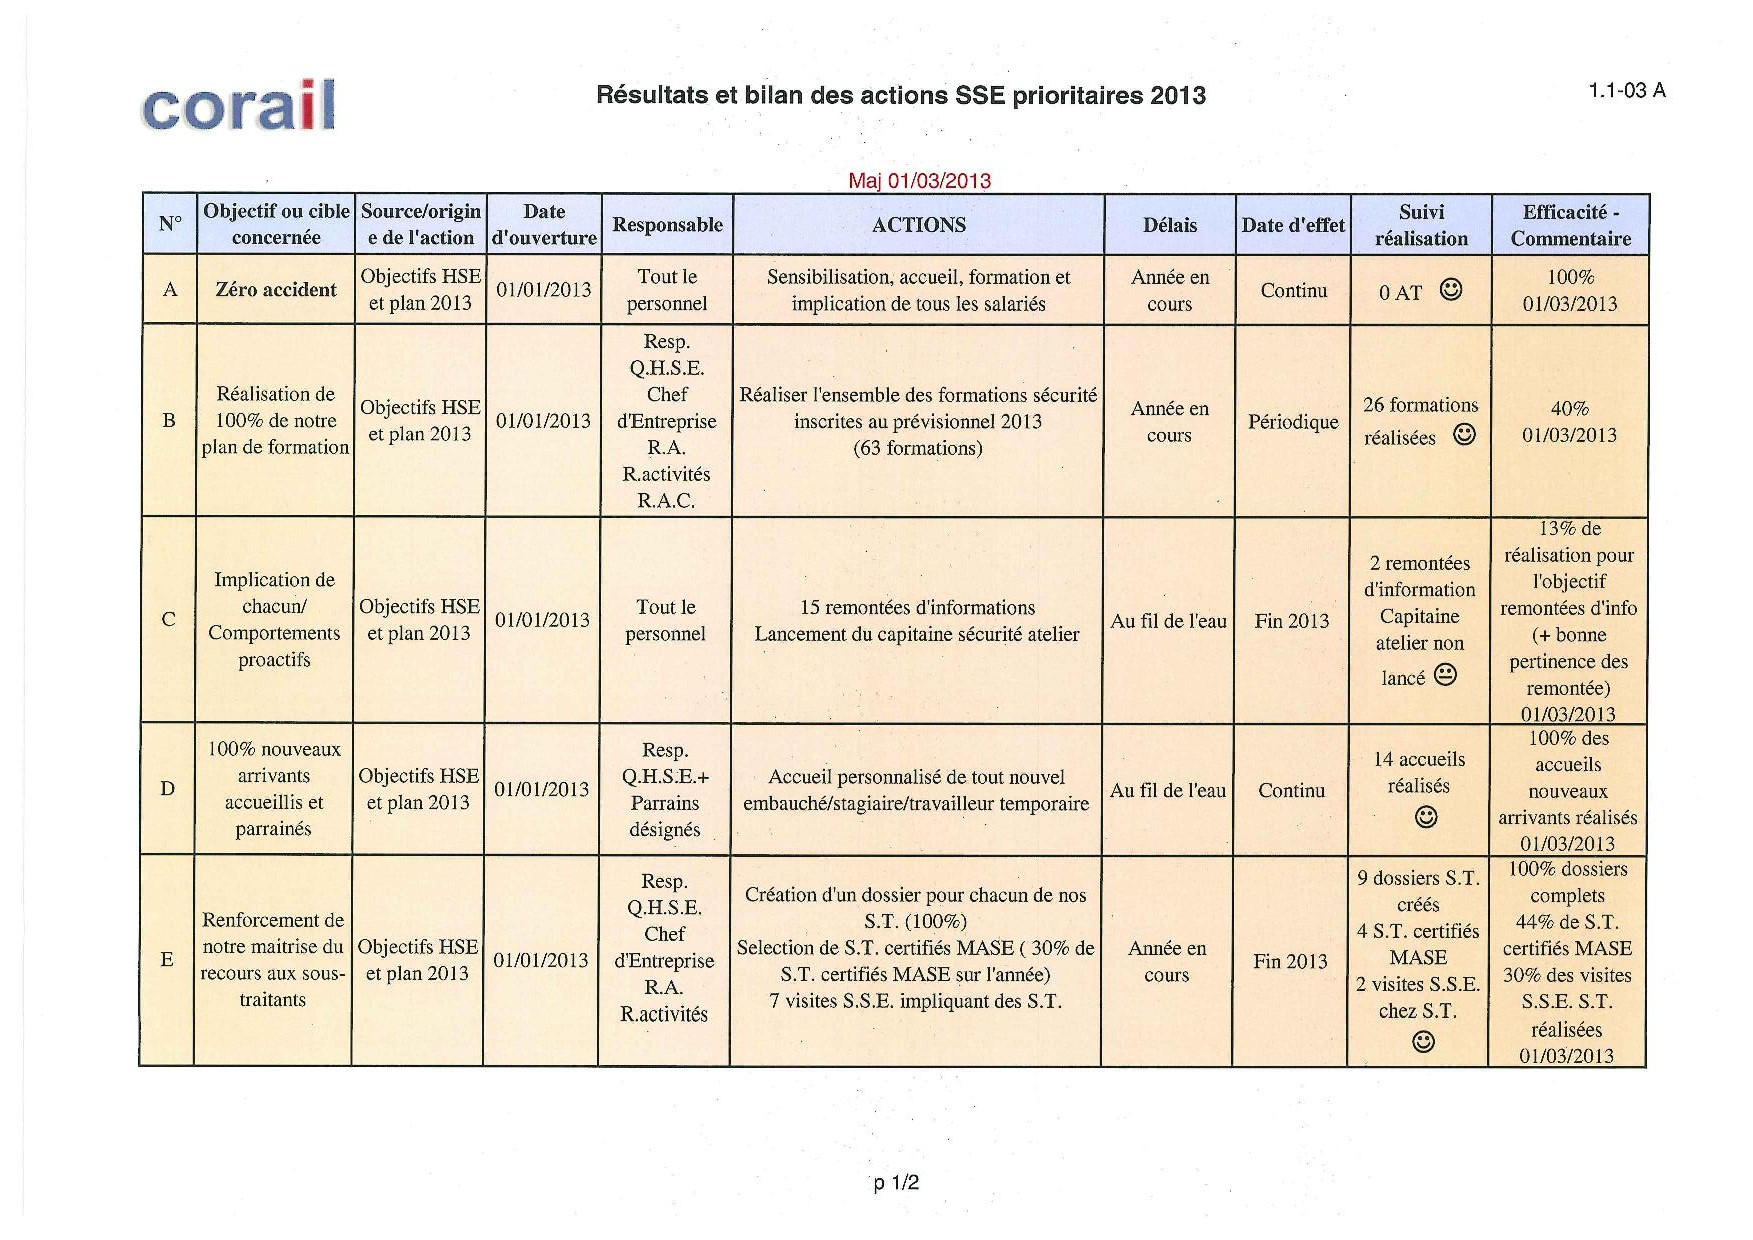 corail
Résultats et bilan des actions SSE prioritaires 2013
1.1-03 A
Maj 01/03/2013
N°
Objectif ou cible
concernée
Source/origin
e de l'action
Date
d'ouverture
Responsable
ACTIONS
Délais
Date d'effet
Suivi
réalisation
Efficacité -
Commentaire
A
Zéro accident
Objectifs HSE
et plan 2013
01/01/2013
Tout le
personnel
Sensibilisation, accueil, formation et
implication de tous les salariés
Année en
cours
Continu
0 AT
100%
01/03/2013
B
Réalisation de
100% de notre
plan de formation
Objectifs HSE
et plan 2013
01/01/2013
Resp.
Q.H.S.E.
Chef
d'Entreprise
R.A.
R.activités
R.A.C.
Réaliser l'ensemble des formations sécurité
inscrites au prévisionnel 2013
(63 formations)
Année en
cours
Périodique
26 formations
réalisées
40%
01/03/2013
C
Implication de
chacun/
Comportements
proactifs
Objectifs HSE
et plan 2013
01/01/2013
Tout le
personnel
15 remontées d'informations
Lancement du capitaine sécurité atelier
Au fil de l'eau
Fin 2013
2 remontées
d'information
Capitaine
atelier non
lancé
13% de
réalisation pour
l'objectif
remontées d'info
(+ bonne
pertinence des
remontée)
01/03/2013
D
100% nouveaux
arrivants
accueillis et
parrainés
Objectifs HSE
et plan 2013
01/01/2013
Resp.
Q.H.S.E.+
Parrains
désignés
Accueil personnalisé de tout nouvel
embauché/stagiaire/travailleur temporaire
Au fil de l'eau
Continu
14 accueils
réalisés
100% des
accueils
nouveaux
arrivants réalisés
01/03/2013
E
Renforcement de
notre maitrise du
recours aux sous-
traitants
Objectifs HSE
et plan 2013
01/01/2013
Resp.
Q.H.S.E.
Chef
d'Entreprise
R.A.
R.activités
Création d'un dossier pour chacun de nos
S.T. (100%)
Selection de S.T. certifiés MASE ( 30% de
S.T. certifiés MASE sur l'année)
7 visites S.S.E. impliquant des S.T.
Année en
cours
Fin 2013
9 dossiers S.T.
créés
4 S.T. certifiés
MASE
2 visites S.S.E.
chez S.T.
100% dossiers
complets
44% de S.T.
certifiés MASE
30% des visites
S.S.E. S.T.
réalisées
01/03/2013
p 1/2